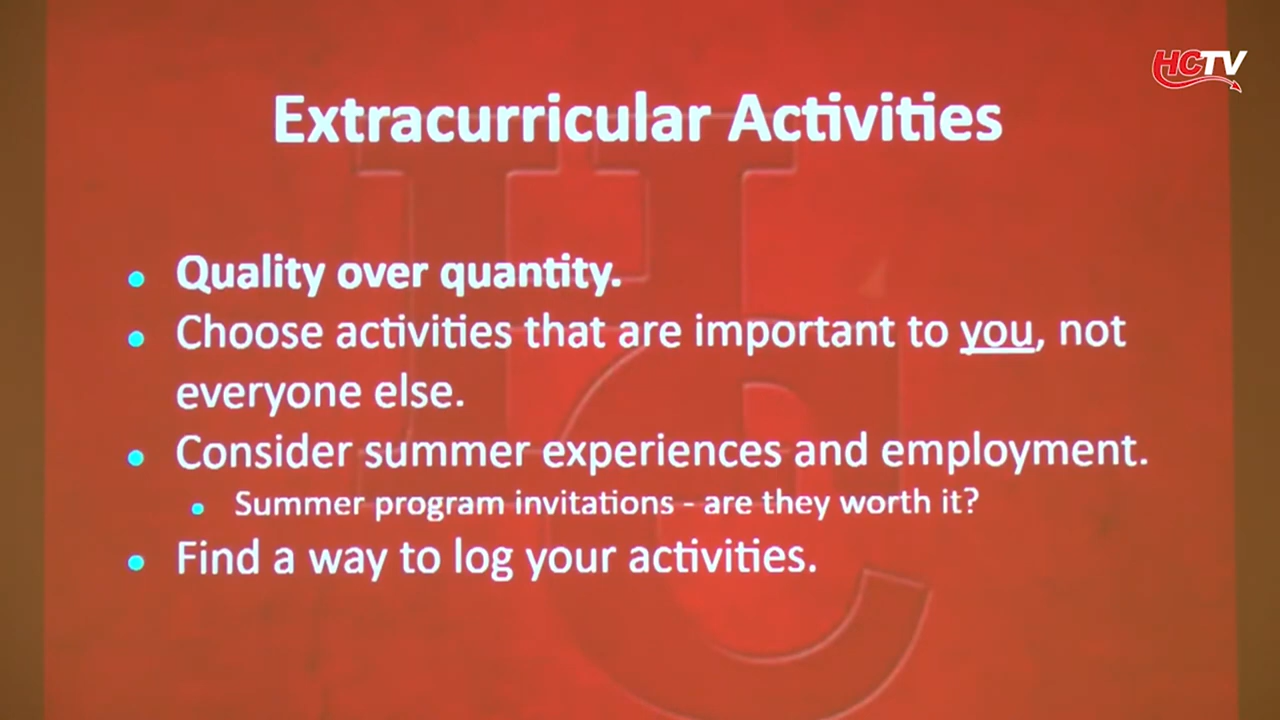 HCTV
Extracurricular Activities
Quality over quantity.
Choose activities that are important to you, not
everyone else.
Consider summer experiences and employment.
Summer program invitations - are they worth it?
Find a way to log your activities.